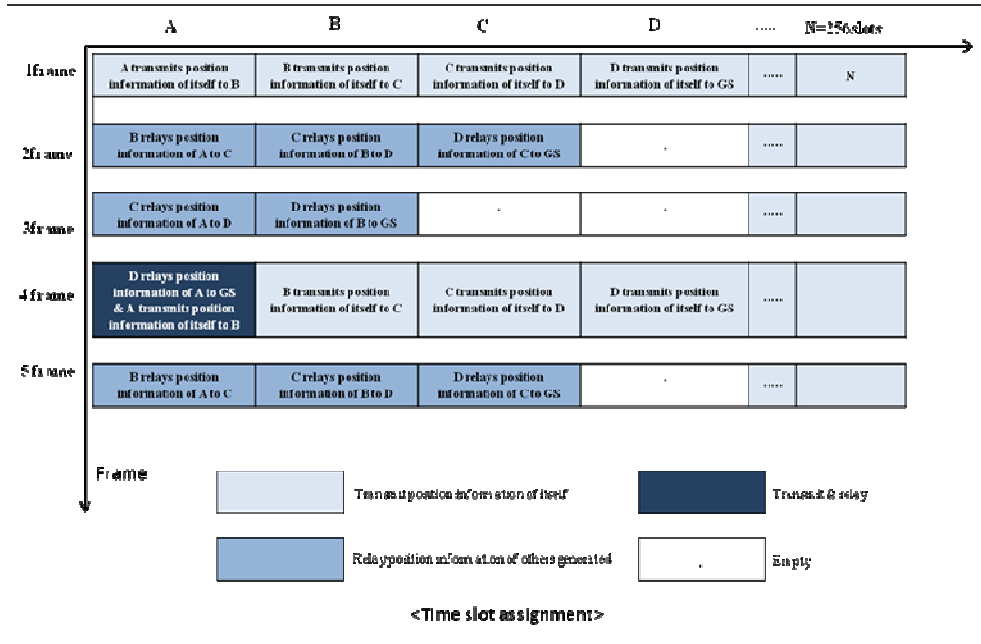 A B C D ..... N=256slots
1frame
A transmits position
information of itself to B
B transmits position
information of itself to C
C transmits position
information of itself to D
D transmits position
information of itself to GS
.....
N
2frame
B relays position
information of A to C
C relays position
information of B to D
D relays position
information of C to GS
.
.....
3frame
C relays position
information of A to D
D relays position
information of B to GS
.
.
.....
4 frame
D relays position
information of A to GS
& A transmits position
information of itself to B
B transmits position
information of itself to C
C transmits position
information of itself to D
D transmits position
information of itself to GS
.....
5 frame
B relays position
information of A to C
C relays position
information of B to D
D relays position
information of C to GS
.
.....
Frame
Transmit position information of itself
Transmit & relay
Relay position information of others generated
.
Empty
<Time slot assignment>